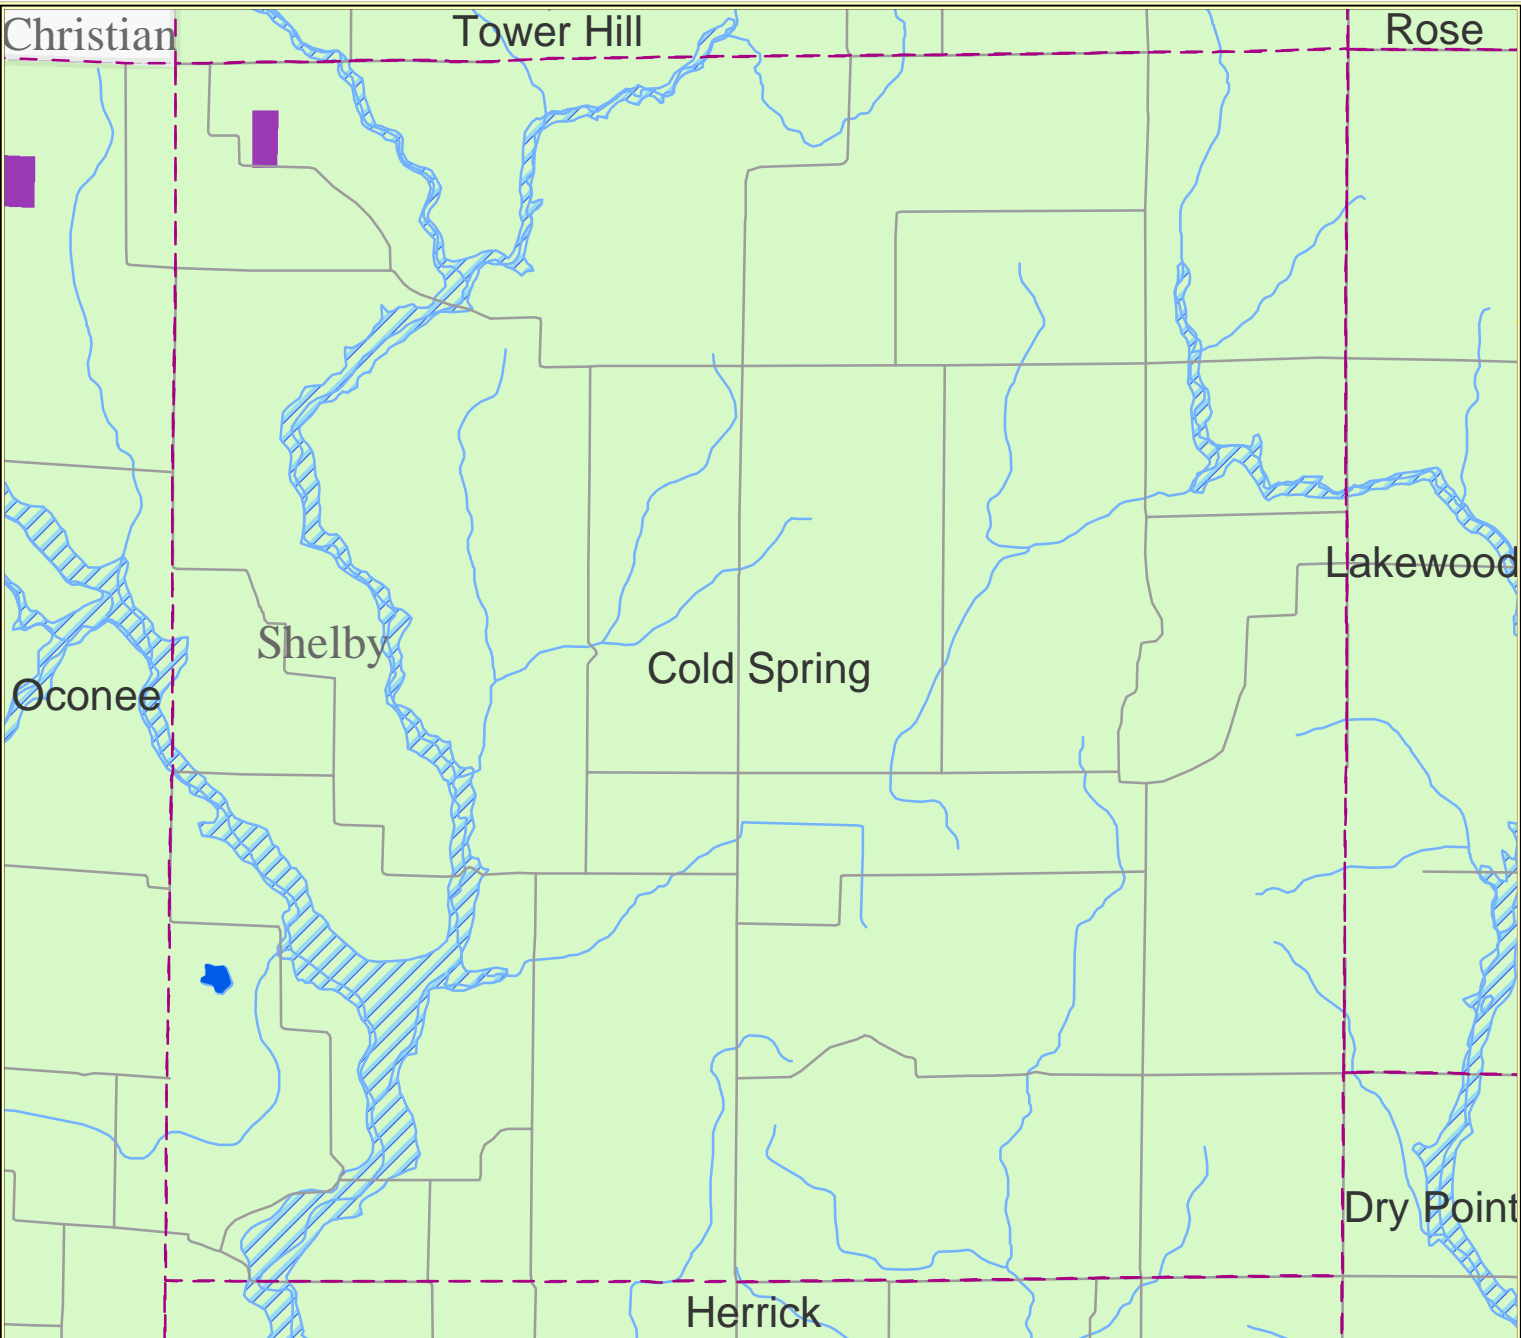 Christian
Tower Hill
Rose
Lakewood
Shelby
Cold Spring
Oconee
Dry Point
Herrick